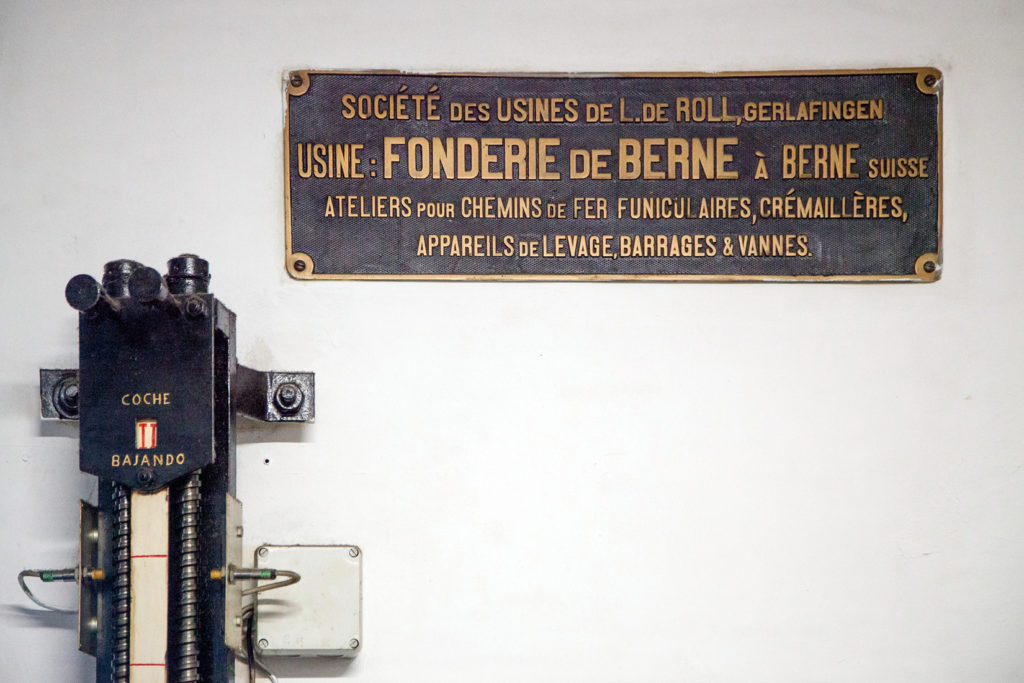 SOCIÉTÉ DES USINES DE L. DE ROLL, GERLAFINGEN
USINE: FONDERIE DE BERNE À BERNE SUISSE
ATELIERS POUR CHEMINS DE FER FUNICULAIRES, CRÉMAILLÈRES,
APPAREILS DE LEVAGE, BARRAGES & VANNES.
COCHE
BAJANDO